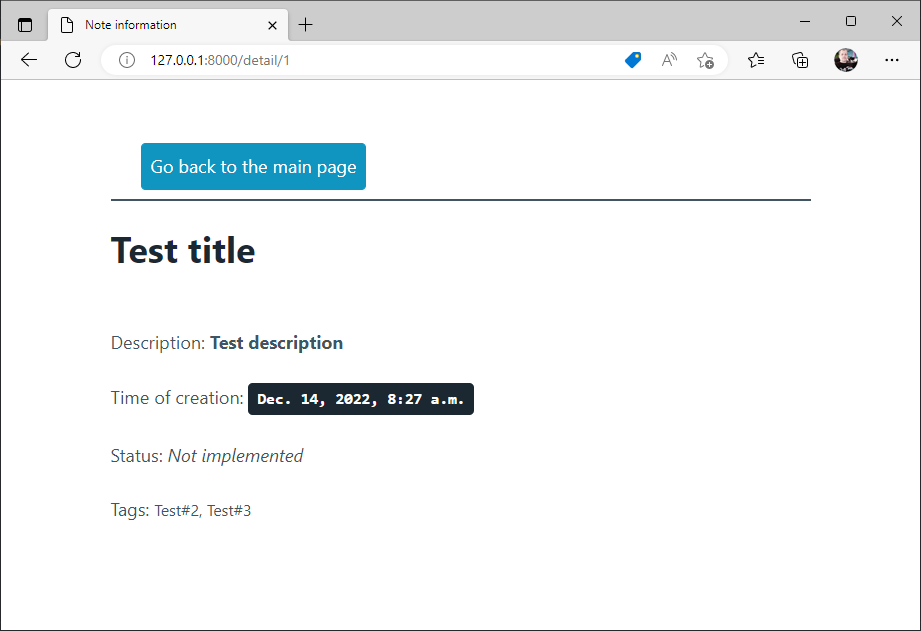 Note information
127.0.0.1:8000/detail/1
Go back to the main page
Test title
Description: Test description
Time of creation: Dec. 14, 2022, 8:27 a.m.
Status: Not implemented
Tags: Test#2, Test#3